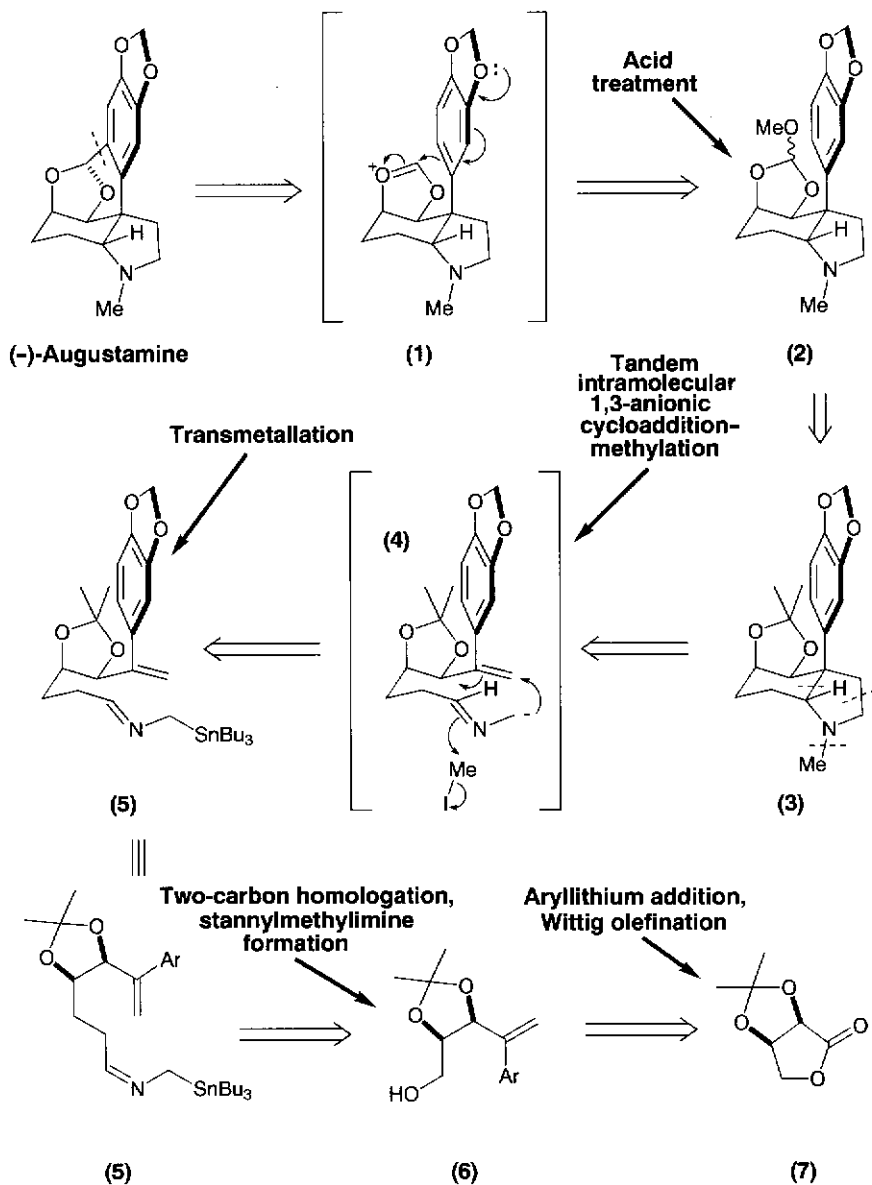 O
O
O
O
H
N
Me
(–)-Augustamine
O
O:
+
O
O
H
N
Me
(1)
Acid
treatment
O
O
MeO
O
O
H
N
Me
(2)
Transmetallation
Tandem
intramolecular
1,3-anionic
cycloaddition–
methylation
O
O
O
O
N
SnBu3
(5)
(4)
O
O
O
O
H
N
–
Me
I
O
O
O
O
H
N
Me
(3)
Two-carbon homologation,
stannylmethylimine
formation
Aryllithium addition,
Wittig olefination
O
O
Ar
N
SnBu3
(5)
O
O
HO
Ar
(6)
O
O
O
O
(7)